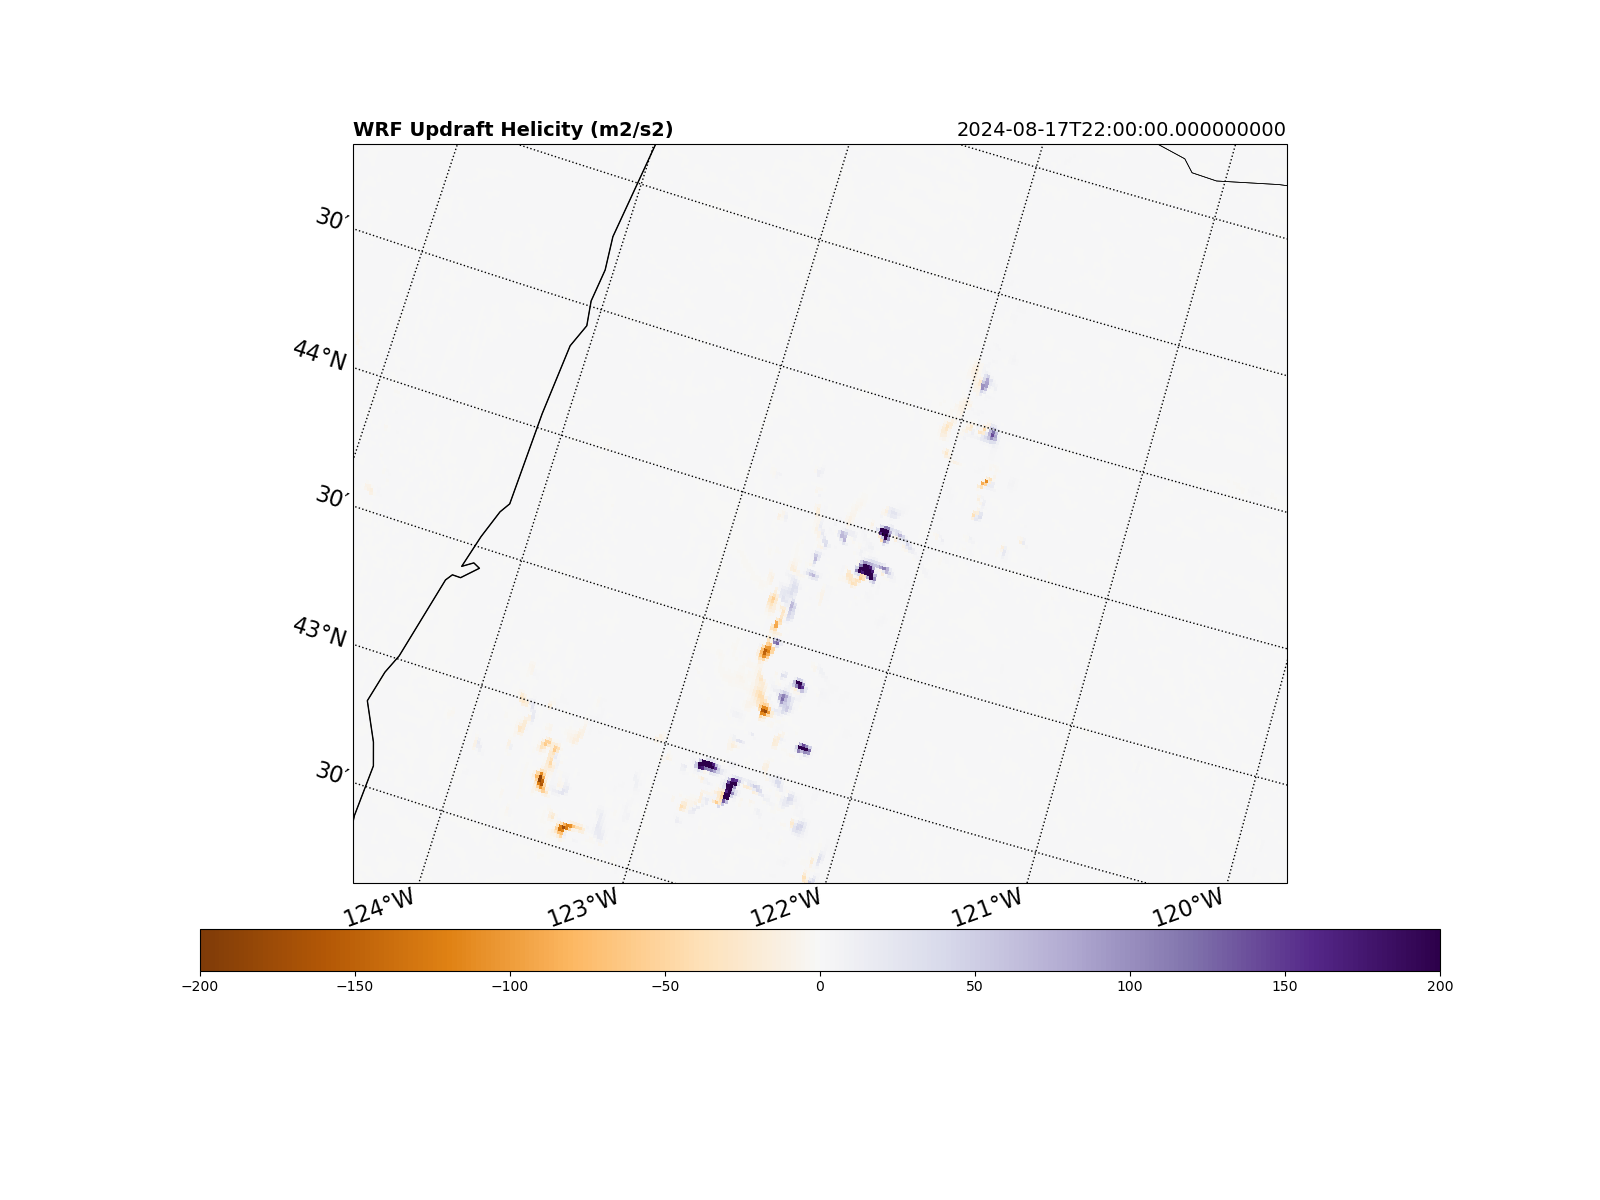 WRF Updraft Helicity (m2/s2)
2024-08-17T22:00:00.000000000
30′
44°N
30′
43°N
30′
124°W
123°W
122°W
121°W
120°W
−200
−150
−100
−50
0
50
100
150
200